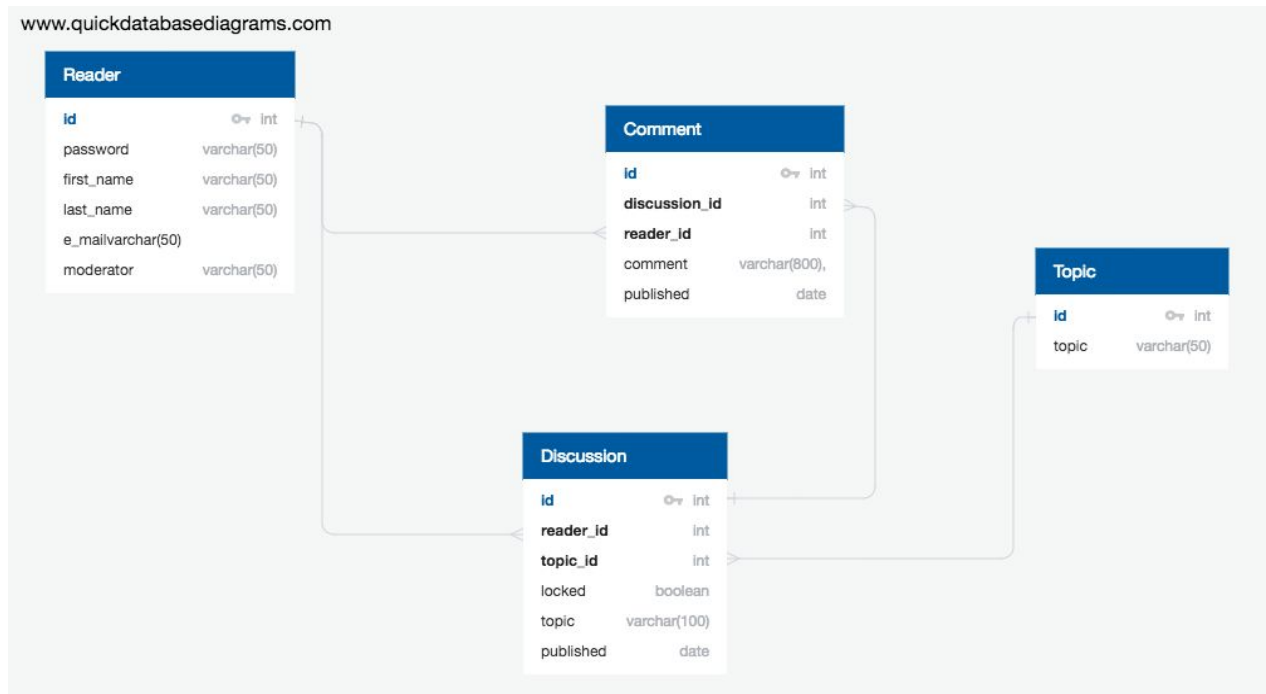 www.quickdatabasediagrams.com
Reader
id int
password varchar(50)
first_name varchar(50)
last_name varchar(50)
e_mailvarchar(50)
moderator varchar(50)
Comment
id int
discussion_id int
reader_id int
comment varchar(800),
published date
Topic
id int
topic varchar(50)
Discussion
id int
reader_id int
topic_id int
locked boolean
topic varchar(100)
published date